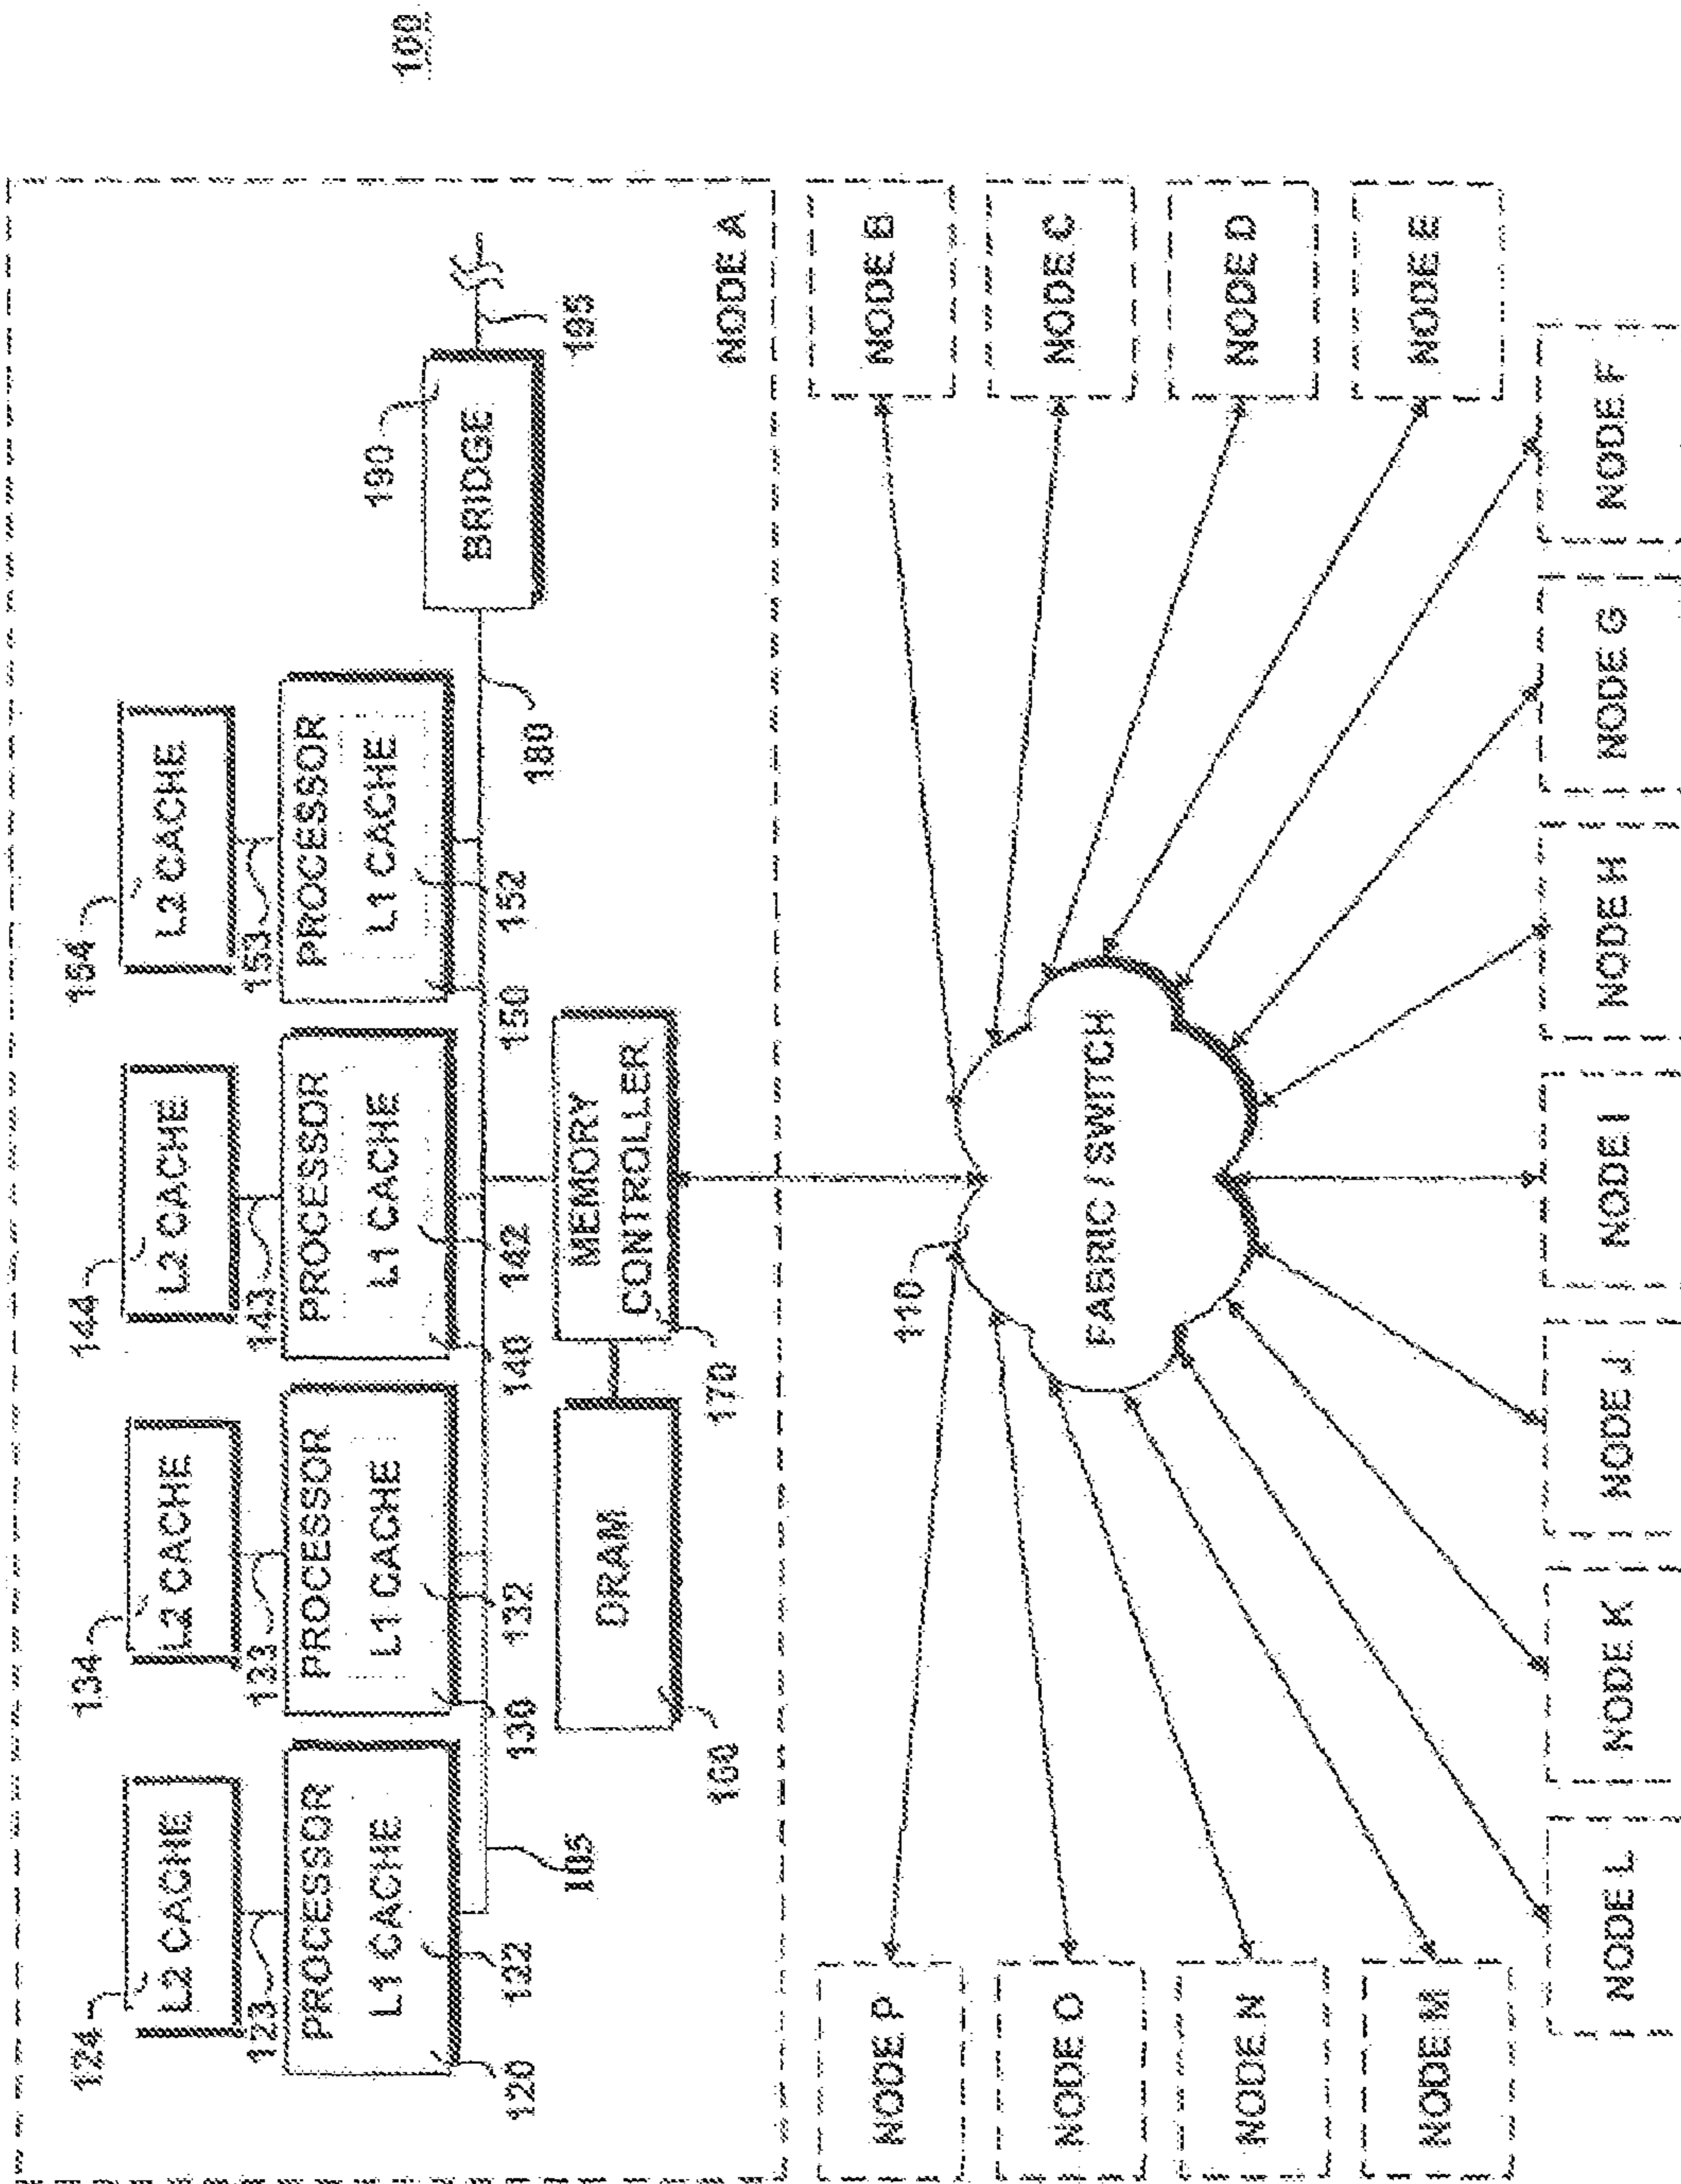 124
134
144
154
L2 CACHE
L2 CACHE
L2 CACHE
L2 CACHE
123
133
143
153
PROCESSOR
PROCESSOR
PROCESSOR
PROCESSOR
190
100
L1 CACHE
L1 CACHE
L1 CACHE
L1 CACHE
BRIDGE
120
132
130
132
140
142
150
152
180
105
195
DRAM
MEMORY
CONTROLLER
160
170
NODE A
NODE P
110
NODE B
NODE O
FABRIC / SWITCH
NODE C
NODE N
NODE D
NODE M
NODE E
NODE L
NODE K
NODE J
NODE I
NODE H
NODE G
NODE F